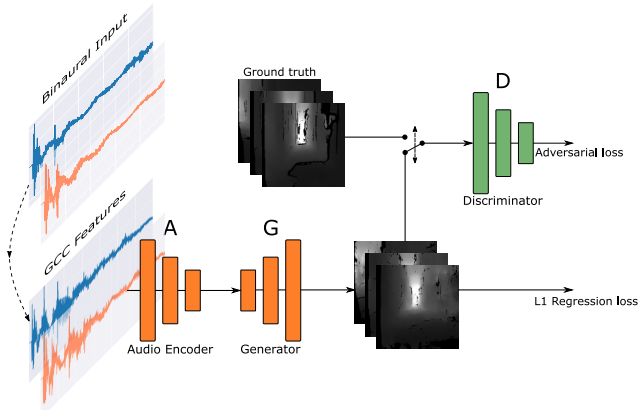 Binaural Input
Ground truth
D
Adversarial loss
Discriminator
GCC Features
A
G
Audio Encoder
Generator
L1 Regression loss